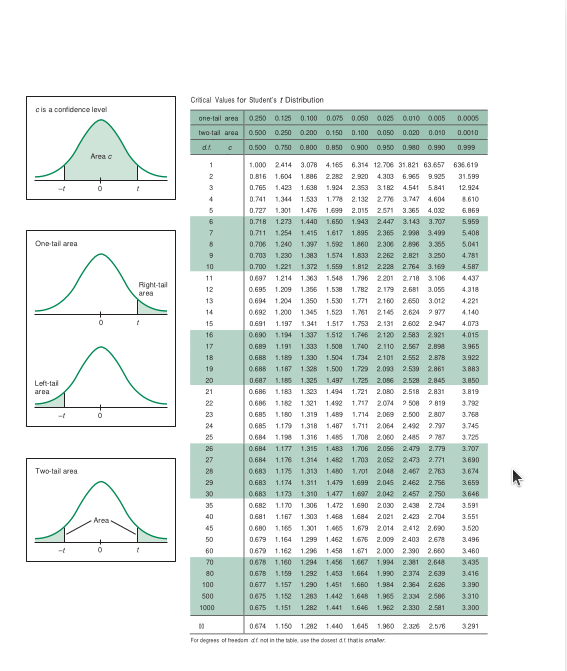 c is a confidence level
Area c
−t 0 t
One-tail area
Right-tail
area
0 t
Left-tail
area
−t 0
Two-tail area
Area
−t 0 t
Critical Values for Student's t Distribution
one-tail area 0.250 0.125 0.100 0.075 0.050 0.025 0.010 0.005 0.0005
two-tail area 0.500 0.250 0.200 0.150 0.100 0.050 0.020 0.010 0.0010
d.f. c 0.500 0.750 0.800 0.850 0.900 0.950 0.980 0.990 0.999
1 1.000 2.414 3.078 4.165 6.314 12.706 31.821 63.657 636.619
2 0.816 1.604 1.886 2.282 2.920 4.303 6.965 9.925 31.599
3 0.765 1.423 1.638 1.924 2.353 3.182 4.541 5.841 12.924
4 0.741 1.344 1.533 1.778 2.132 2.776 3.747 4.604 8.610
5 0.727 1.301 1.476 1.699 2.015 2.571 3.365 4.032 6.869
6 0.718 1.273 1.440 1.650 1.943 2.447 3.143 3.707 5.959
7 0.711 1.254 1.415 1.617 1.895 2.365 2.998 3.499 5.408
8 0.706 1.240 1.397 1.592 1.860 2.306 2.896 3.355 5.041
9 0.703 1.230 1.383 1.574 1.833 2.262 2.821 3.250 4.781
10 0.700 1.221 1.372 1.559 1.812 2.228 2.764 3.169 4.587
11 0.697 1.214 1.363 1.548 1.796 2.201 2.718 3.106 4.437
12 0.695 1.209 1.356 1.538 1.782 2.179 2.681 3.055 4.318
13 0.694 1.204 1.350 1.530 1.771 2.160 2.650 3.012 4.221
14 0.692 1.200 1.345 1.523 1.761 2.145 2.624 2.977 4.140
15 0.691 1.197 1.341 1.517 1.753 2.131 2.602 2.947 4.073
16 0.690 1.194 1.337 1.512 1.746 2.120 2.583 2.921 4.015
17 0.689 1.191 1.333 1.508 1.740 2.110 2.567 2.898 3.965
18 0.688 1.189 1.330 1.504 1.734 2.101 2.552 2.878 3.922
19 0.688 1.187 1.328 1.500 1.729 2.093 2.539 2.861 3.883
20 0.687 1.185 1.325 1.497 1.725 2.086 2.528 2.845 3.850
21 0.686 1.183 1.323 1.494 1.721 2.080 2.518 2.831 3.819
22 0.686 1.182 1.321 1.492 1.717 2.074 2.508 2.819 3.792
23 0.685 1.180 1.319 1.489 1.714 2.069 2.500 2.807 3.768
24 0.685 1.179 1.318 1.487 1.711 2.064 2.492 2.797 3.745
25 0.684 1.198 1.316 1.485 1.708 2.060 2.485 2.787 3.725
26 0.684 1.177 1.315 1.483 1.706 2.056 2.479 2.779 3.707
27 0.684 1.176 1.314 1.482 1.703 2.052 2.473 2.771 3.690
28 0.683 1.175 1.313 1.480 1.701 2.048 2.467 2.763 3.674
29 0.683 1.174 1.311 1.479 1.699 2.045 2.462 2.756 3.659
30 0.683 1.173 1.310 1.477 1.697 2.042 2.457 2.750 3.646
35 0.682 1.170 1.306 1.472 1.690 2.030 2.438 2.724 3.591
40 0.681 1.167 1.303 1.468 1.684 2.021 2.423 2.704 3.551
45 0.680 1.165 1.301 1.465 1.679 2.014 2.412 2.690 3.520
50 0.679 1.164 1.299 1.462 1.676 2.009 2.403 2.678 3.496
60 0.679 1.162 1.296 1.458 1.671 2.000 2.390 2.660 3.460
70 0.678 1.160 1.294 1.456 1.667 1.994 2.381 2.648 3.435
80 0.678 1.159 1.292 1.453 1.664 1.990 2.374 2.639 3.416
100 0.677 1.157 1.290 1.451 1.660 1.984 2.364 2.626 3.390
500 0.675 1.152 1.283 1.442 1.648 1.965 2.334 2.586 3.310
1000 0.675 1.151 1.282 1.441 1.646 1.962 2.330 2.581 3.300
0.674 1.150 1.282 1.440 1.645 1.960 2.326 2.576 3.291
For degrees of freedom d.f. not in the table, use the closest d.f. that is smaller.